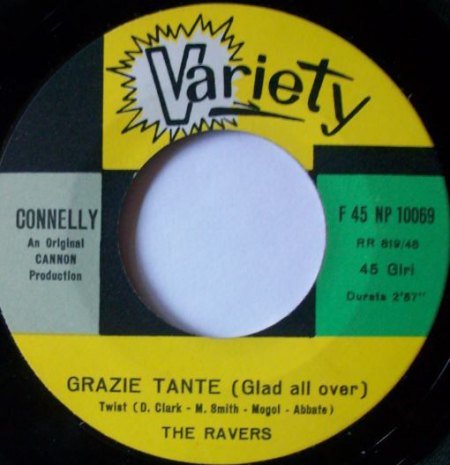 Variety
CONNELLY
An Original
CANNON
Production
F 45 NP 10069
RR 819/48
45 Giri
Durata 2'57"
GRAZIE TANTE (Glad all over)
Twist (D. Clark - M. Smith - Mogol - Abbate)
THE RAVERS